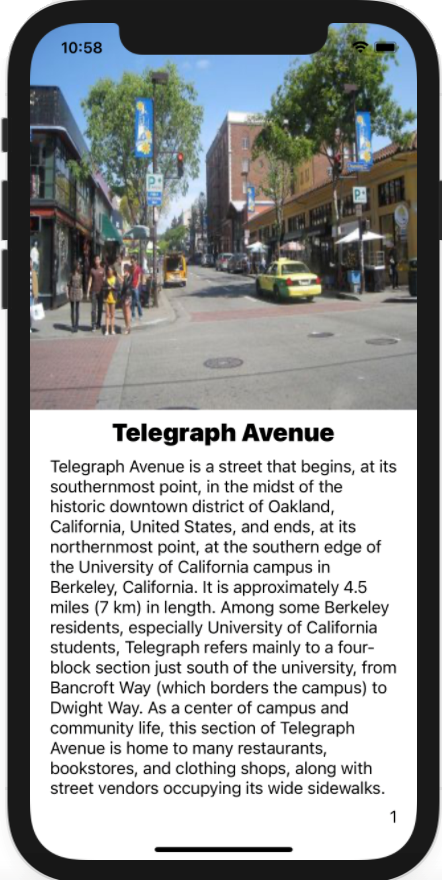 10:58
Telegraph Avenue
Telegraph Avenue is a street that begins, at its
southernmost point, in the midst of the
historic downtown district of Oakland,
California, United States, and ends, at its
northernmost point, at the southern edge of
the University of California campus in
Berkeley, California. It is approximately 4.5
miles (7 km) in length. Among some Berkeley
residents, especially University of California
students, Telegraph refers mainly to a four-
block section just south of the university, from
Bancroft Way (which borders the campus) to
Dwight Way. As a center of campus and
community life, this section of Telegraph
Avenue is home to many restaurants,
bookstores, and clothing shops, along with
street vendors occupying its wide sidewalks.
1